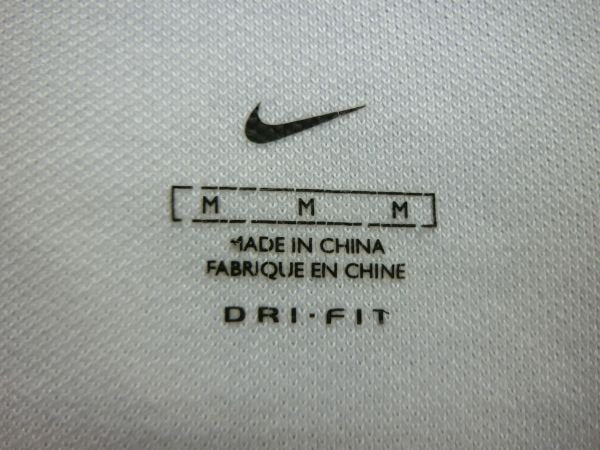 M M M
MADE IN CHINA
FABRIQUE EN CHINE
DRI·FIT